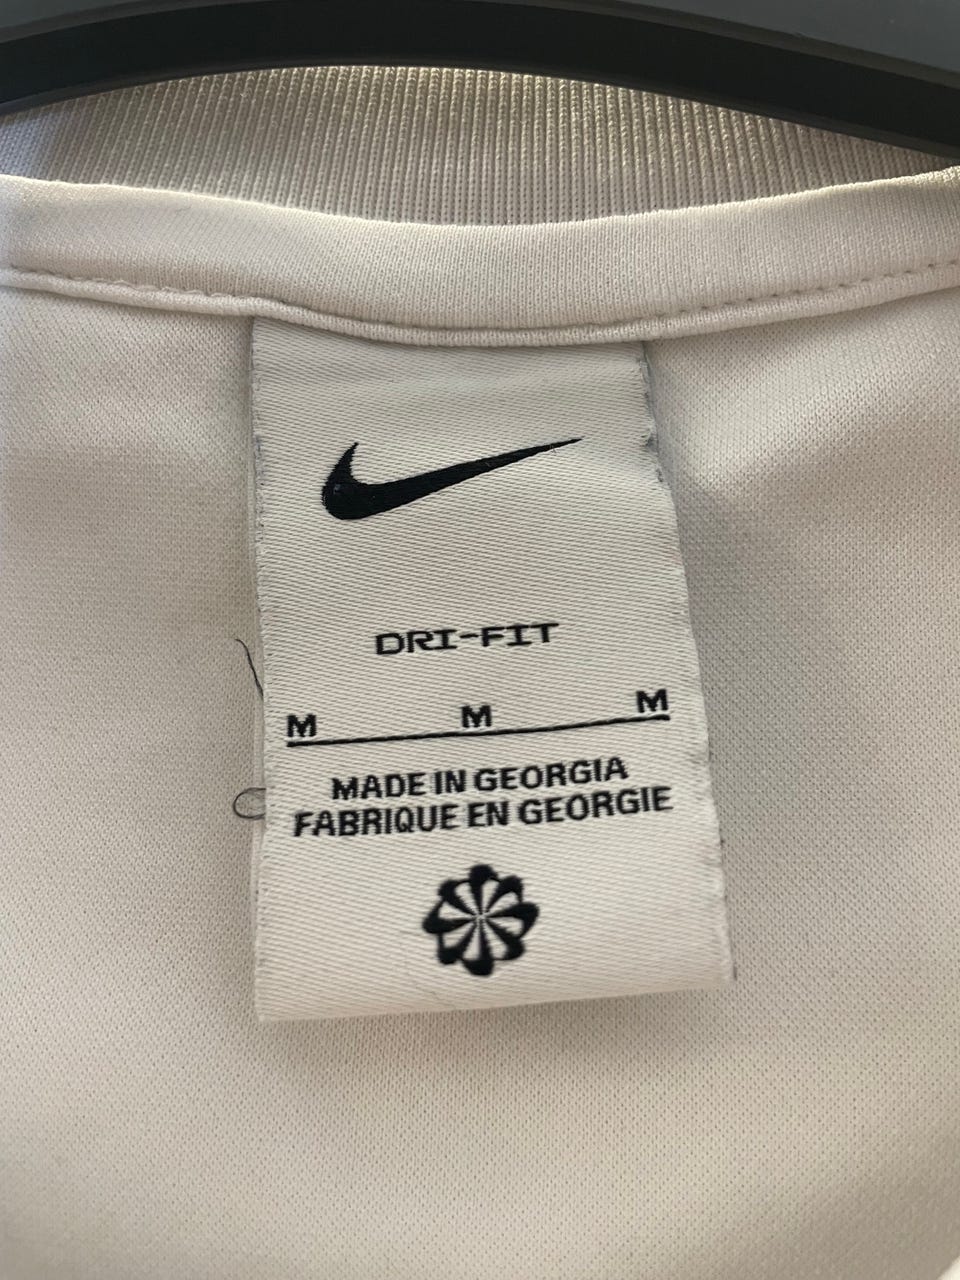 DRI-FIT
M M M
MADE IN GEORGIA
FABRIQUE EN GEORGIE